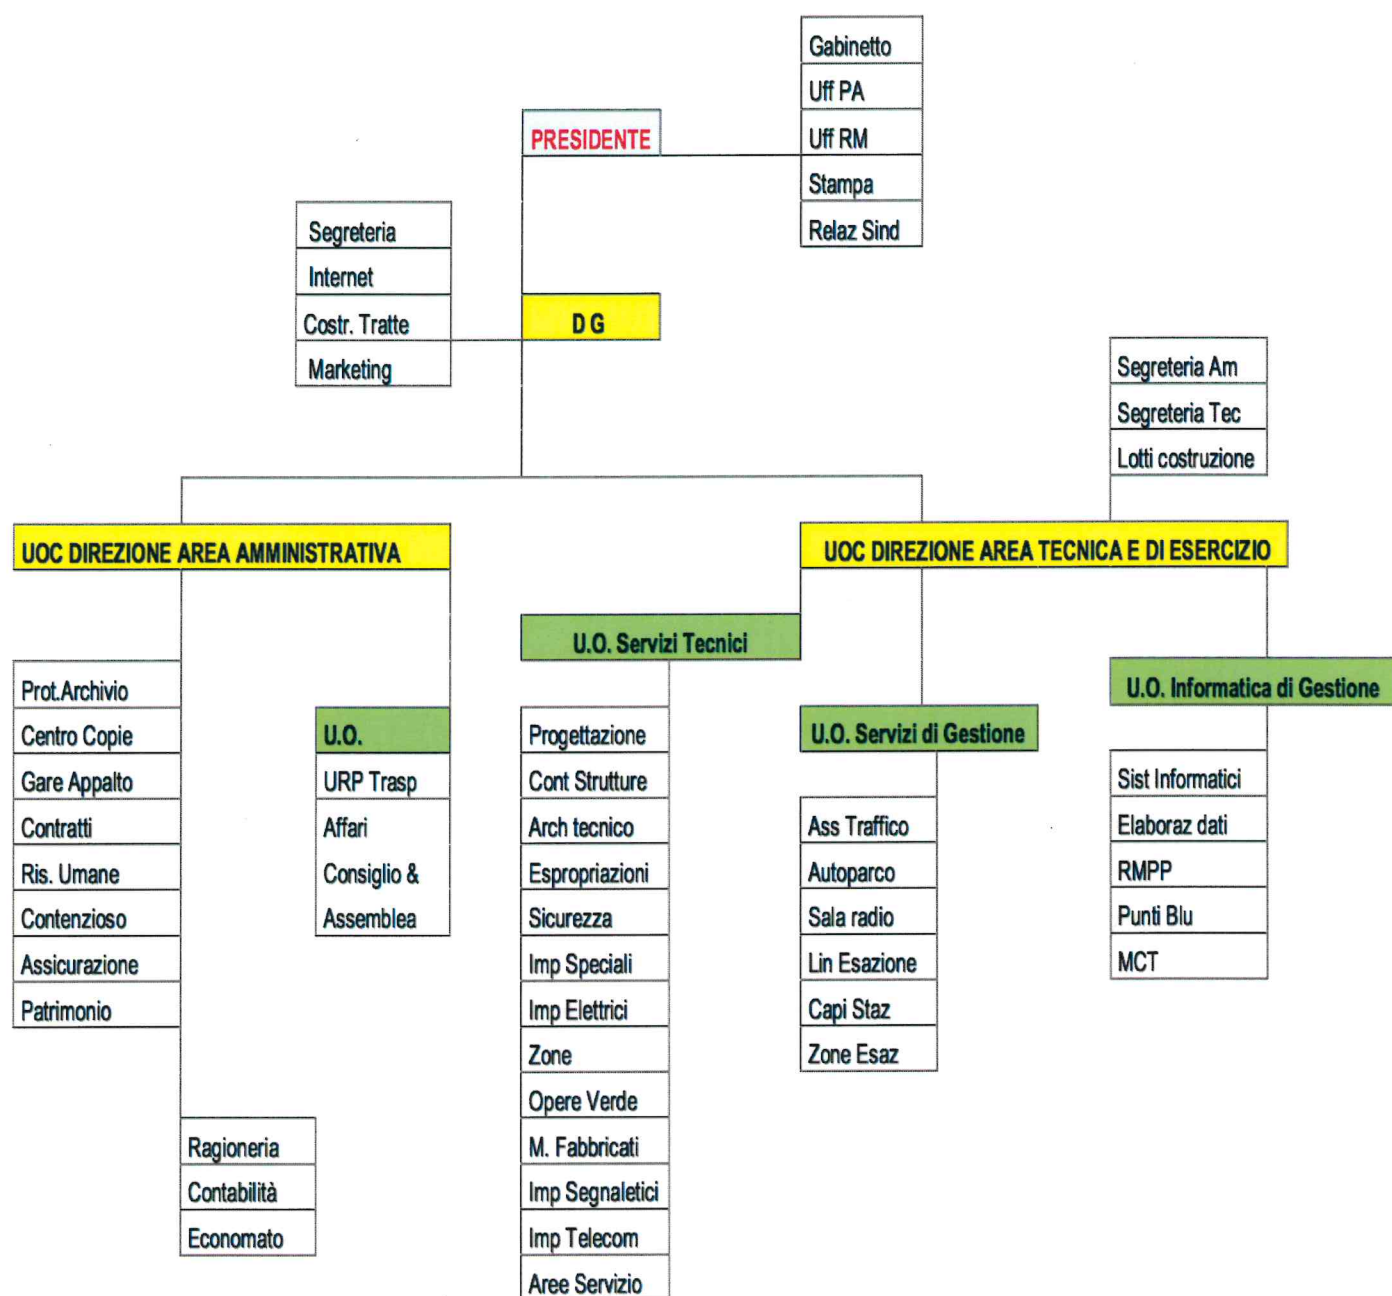 Gabinetto
Uff PA
PRESIDENTE
Uff RM
Stampa
Relaz Sind
Segreteria
Internet
Costr. Tratte
Marketing
D G
Segreteria Am
Segreteria Tec
Lotti costruzione
UOC DIREZIONE AREA AMMINISTRATIVA
UOC DIREZIONE AREA TECNICA E DI ESERCIZIO
Prot.Archivio
Centro Copie
Gare Appalto
Contratti
Ris. Umane
Contenzioso
Assicurazione
Patrimonio
Ragioneria
Contabilità
Economato
U.O.
URP Trasp
Affari
Consiglio &
Assemblea
U.O. Servizi Tecnici
Progettazione
Cont Strutture
Arch tecnico
Espropriazioni
Sicurezza
Imp Speciali
Imp Elettrici
Zone
Opere Verde
M. Fabbricati
Imp Segnaletici
Imp Telecom
Aree Servizio
U.O. Servizi di Gestione
Ass Traffico
Autoparco
Sala radio
Lin Esazione
Capi Staz
Zone Esaz
U.O. Informatica di Gestione
Sist Informatici
Elaboraz dati
RMPP
Punti Blu
MCT